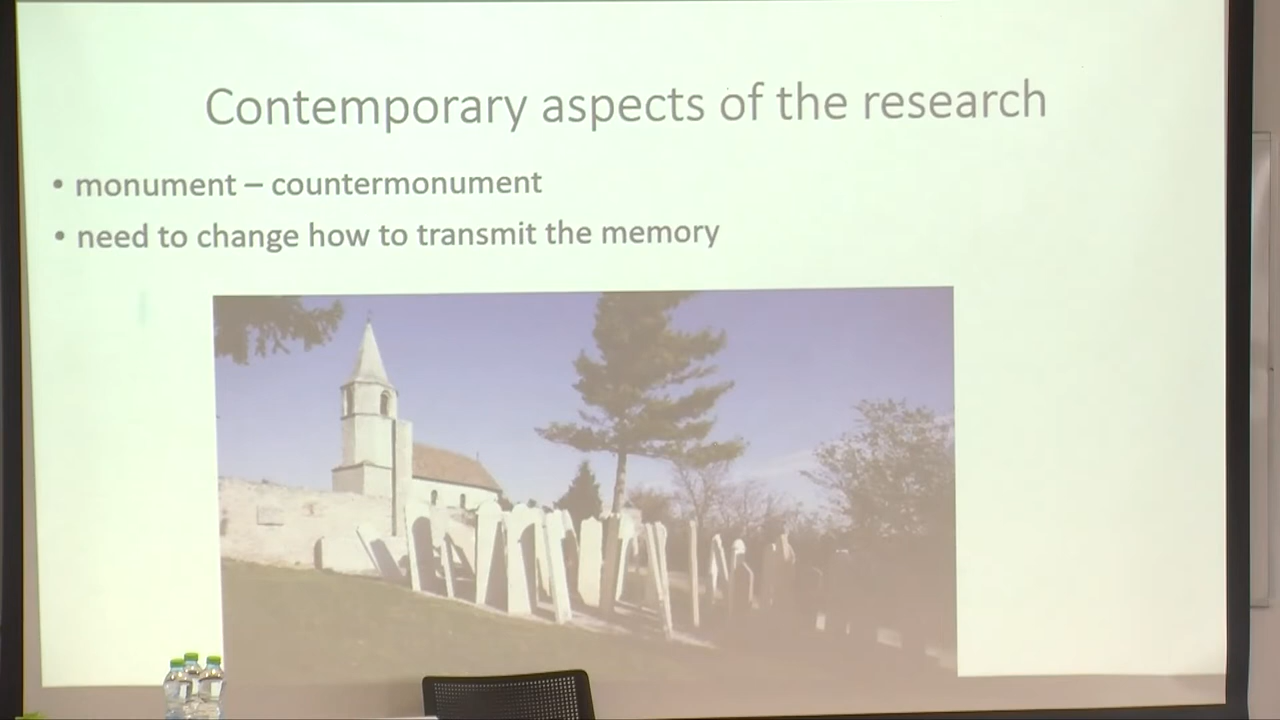 Contemporary aspects of the research
• monument – countermonument
• need to change how to transmit the memory